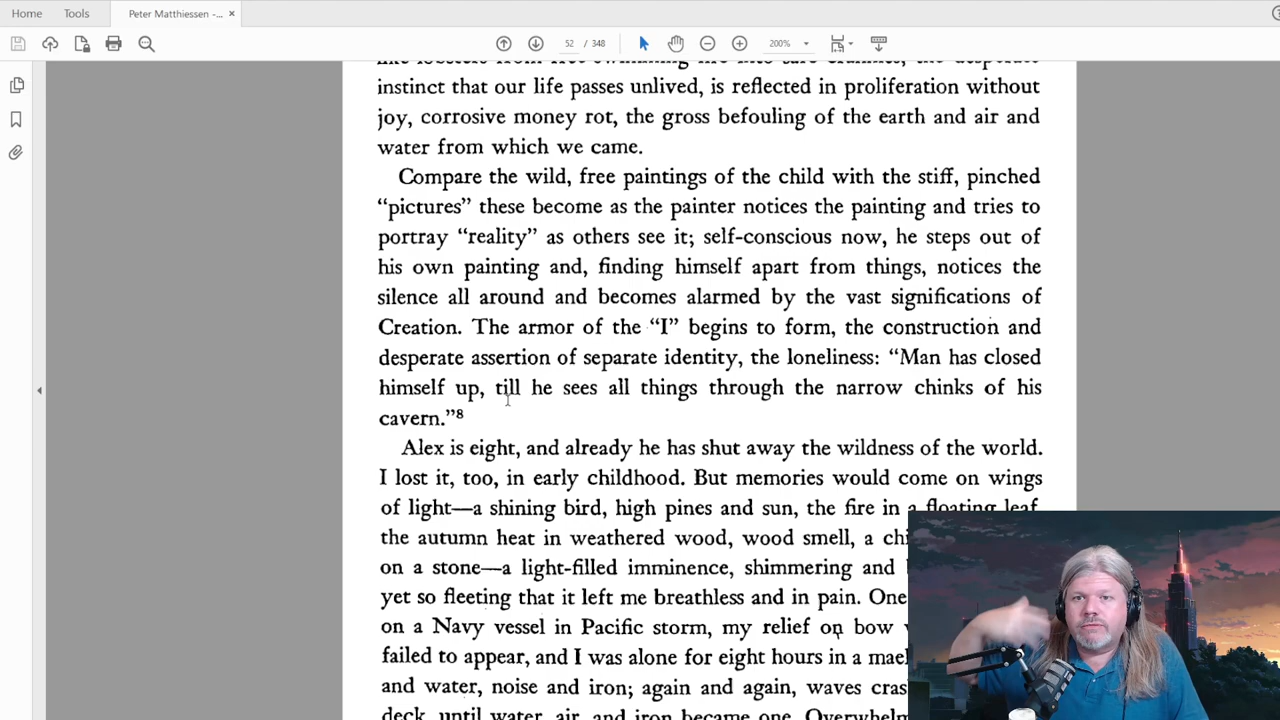 Home Tools Peter Matthiessen -... ×
52 / 348 200%
instinct that our life passes unlived, is reflected in proliferation without
joy, corrosive money rot, the gross befouling of the earth and air and
water from which we came.
Compare the wild, free paintings of the child with the stiff, pinched
“pictures” these become as the painter notices the painting and tries to
portray “reality” as others see it; self-conscious now, he steps out of
his own painting and, finding himself apart from things, notices the
silence all around and becomes alarmed by the vast significations of
Creation. The armor of the “I” begins to form, the construction and
desperate assertion of separate identity, the loneliness: “Man has closed
himself up, till he sees all things through the narrow chinks of his
cavern.”8
Alex is eight, and already he has shut away the wildness of the world.
I lost it, too, in early childhood. But memories would come on wings
of light—a shining bird, high pines and sun, the fire in a floating leaf,
the autumn heat in weathered wood, wood smell, a
on a stone—a light-filled imminence, shimmering and
yet so fleeting that it left me breathless and in pain. One
on a Navy vessel in Pacific storm, my relief on bow
failed to appear, and I was alone for eight hours in a
and water, noise and iron; again and again, waves
deck, until water, air, and iron became one.